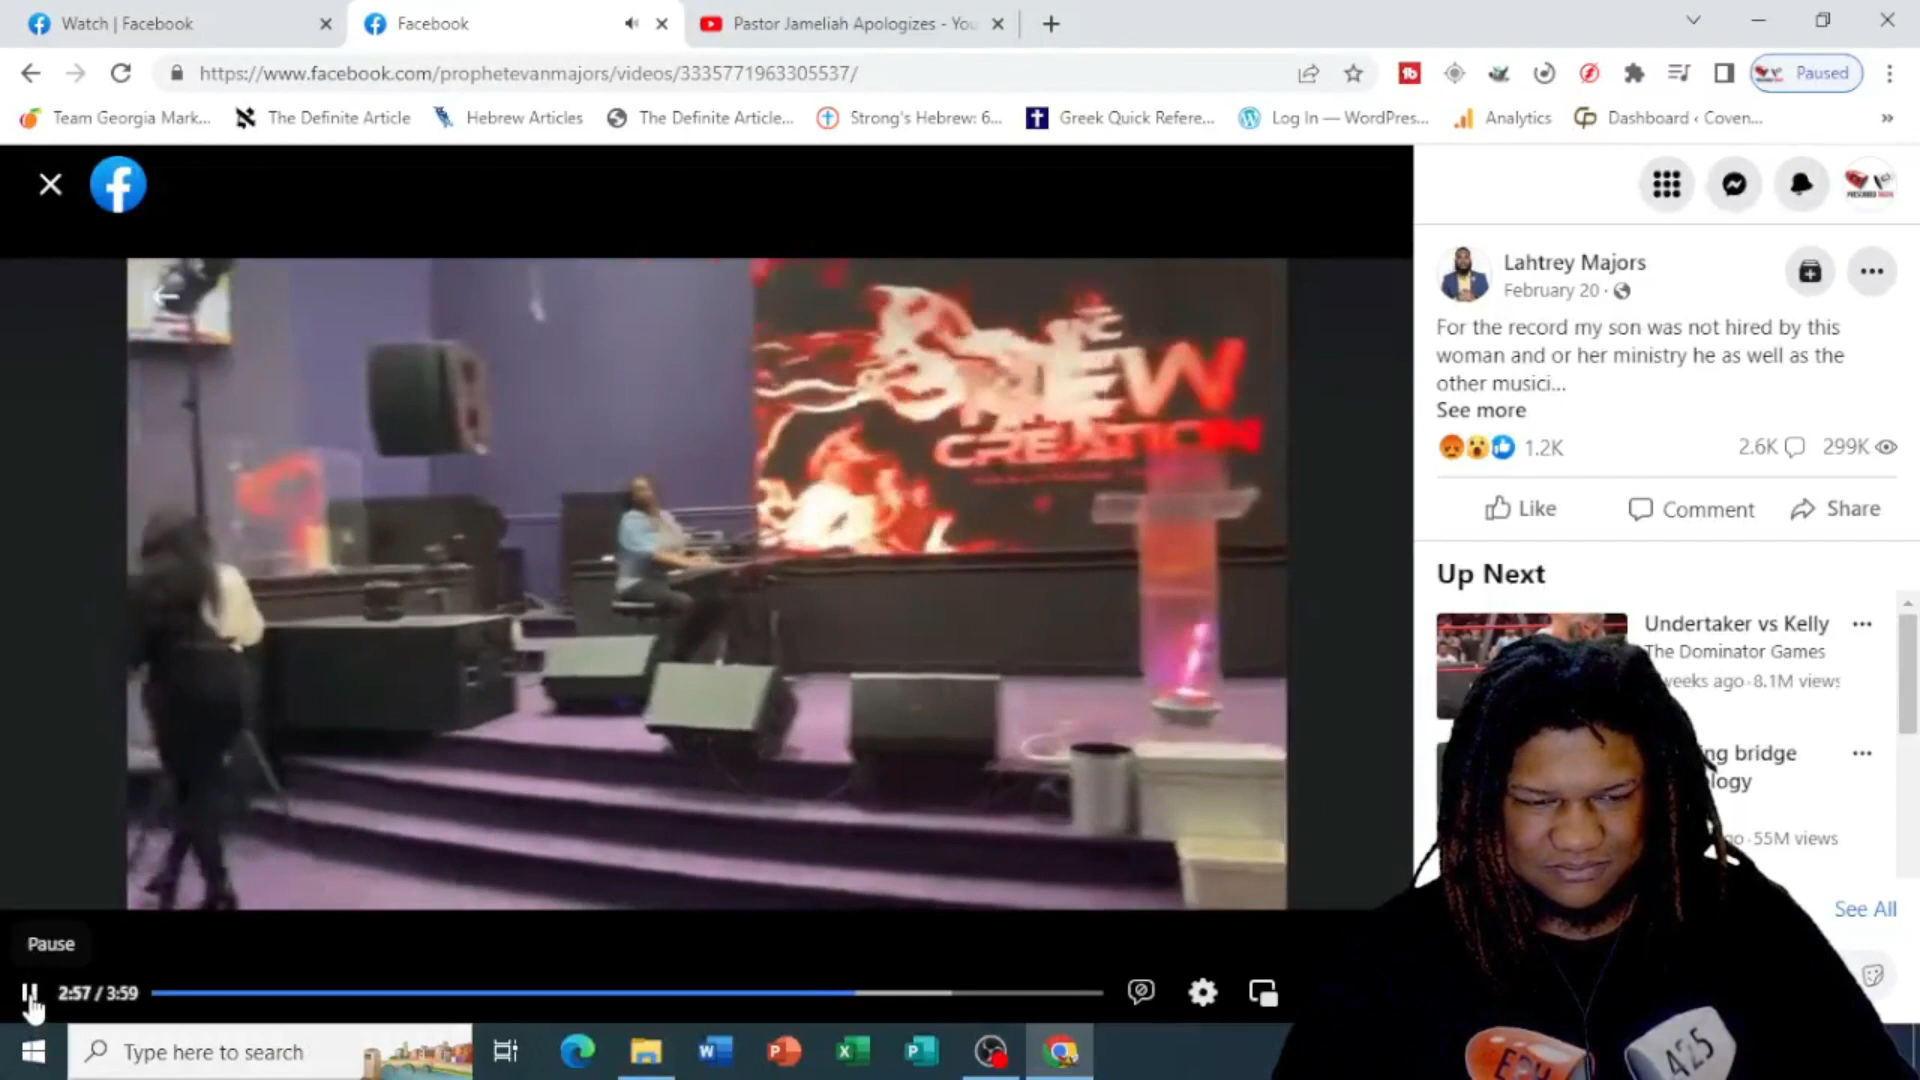 Watch | Facebook
Facebook
Pastor Jameliah Apologizes - You
https://www.facebook.com/prophetevanmajors/videos/3335771963305537/
Paused
Team Georgia Mark...
The Definite Article
Hebrew Articles
The Definite Article...
Strong's Hebrew: 6...
Greek Quick Refere...
Log In — WordPres...
Analytics
Dashboard ‹ Coven...
»
Lahtrey Majors
February 20 ·
For the record my son was not hired by this
woman and or her ministry he as well as the
other musici...
See more
1.2K
2.6K
299K
Like
Comment
Share
NEW
CREATION
Up Next
Undertaker vs Kelly
The Dominator Games
weeks ago · 8.1M views
bridge
55M views
See All
Pause
2:57 / 3:59
Type here to search
EPH
4:25